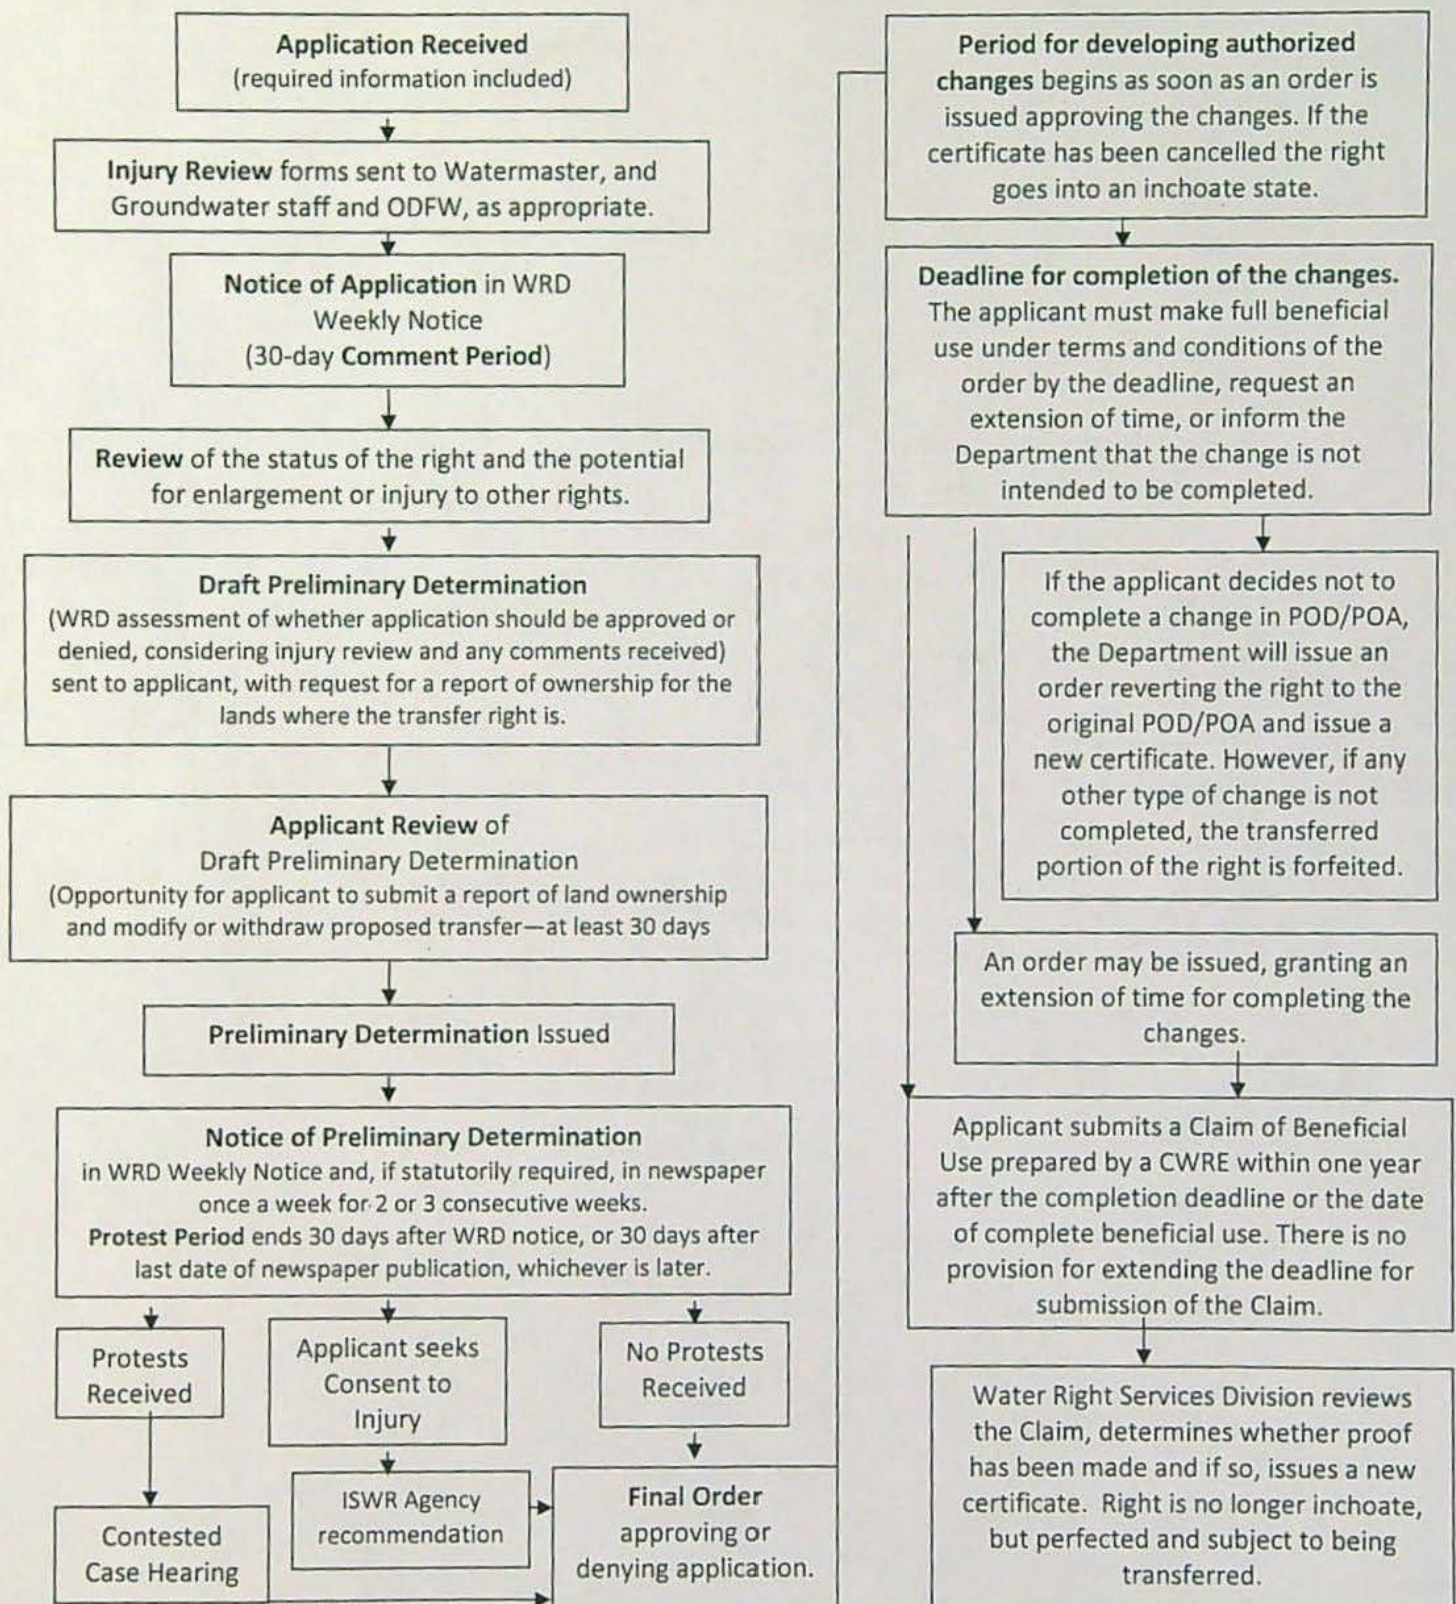 Application Received
(required information included)
Injury Review forms sent to Watermaster, and
Groundwater staff and ODFW, as appropriate.
Notice of Application in WRD
Weekly Notice
(30-day Comment Period)
Review of the status of the right and the potential
for enlargement or injury to other rights.
Draft Preliminary Determination
(WRD assessment of whether application should be approved or
denied, considering injury review and any comments received)
sent to applicant, with request for a report of ownership for the
lands where the transfer right is.
Applicant Review of
Draft Preliminary Determination
(Opportunity for applicant to submit a report of land ownership
and modify or withdraw proposed transfer—at least 30 days
Preliminary Determination Issued
Notice of Preliminary Determination
in WRD Weekly Notice and, if statutorily required, in newspaper
once a week for 2 or 3 consecutive weeks.
Protest Period ends 30 days after WRD notice, or 30 days after
last date of newspaper publication, whichever is later.
Protests
Received
Applicant seeks
Consent to
Injury
No Protests
Received
Contested
Case Hearing
ISWR Agency
recommendation
Final Order
approving or
denying application.
Period for developing authorized
changes begins as soon as an order is
issued approving the changes. If the
certificate has been cancelled the right
goes into an inchoate state.
Deadline for completion of the changes.
The applicant must make full beneficial
use under terms and conditions of the
order by the deadline, request an
extension of time, or inform the
Department that the change is not
intended to be completed.
If the applicant decides not to
complete a change in POD/POA,
the Department will issue an
order reverting the right to the
original POD/POA and issue a
new certificate. However, if any
other type of change is not
completed, the transferred
portion of the right is forfeited.
An order may be issued, granting an
extension of time for completing the
changes.
Applicant submits a Claim of Beneficial
Use prepared by a CWRE within one year
after the completion deadline or the date
of complete beneficial use. There is no
provision for extending the deadline for
submission of the Claim.
Water Right Services Division reviews
the Claim, determines whether proof
has been made and if so, issues a new
certificate. Right is no longer inchoate,
but perfected and subject to being
transferred.